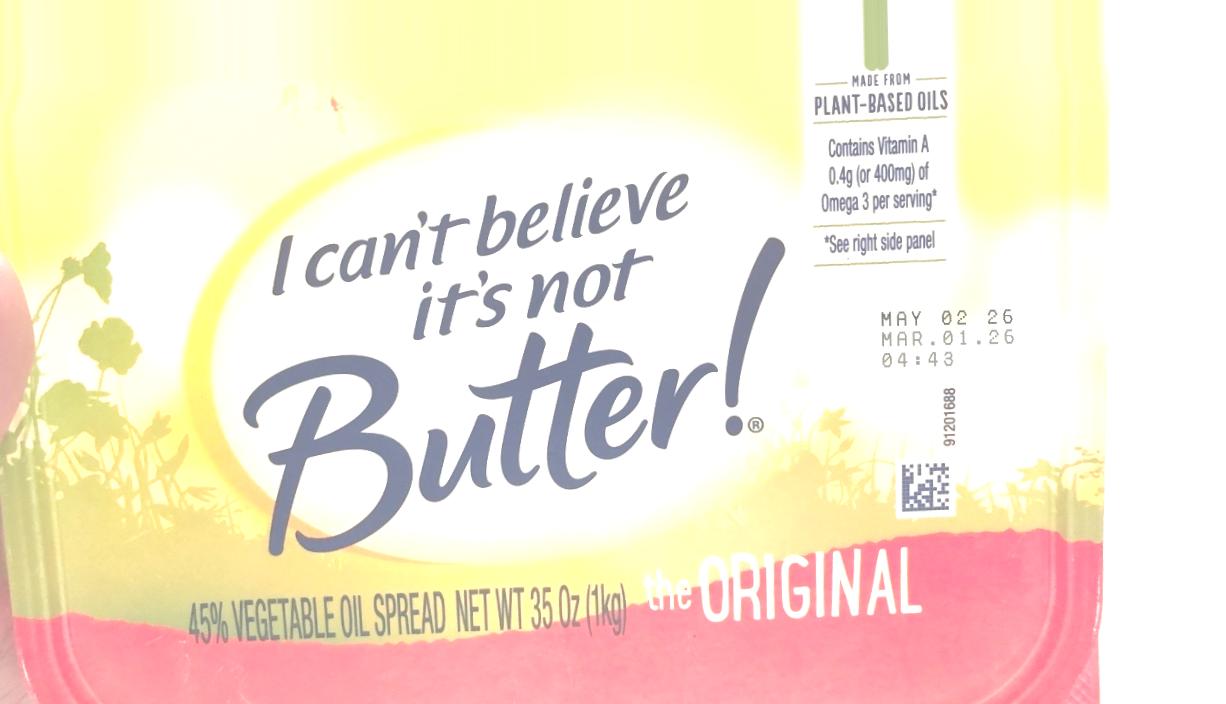 MADE FROM
PLANT-BASED OILS
Contains Vitamin A
0.4g (or 400mg) of
Omega 3 per serving*
*See right side panel
I can't believe
it's not
Butter!®
MAY 02 26
MAR.01.26
04:43
91201688
the ORIGINAL
45% VEGETABLE OIL SPREAD NET WT 35 Oz (1kg)